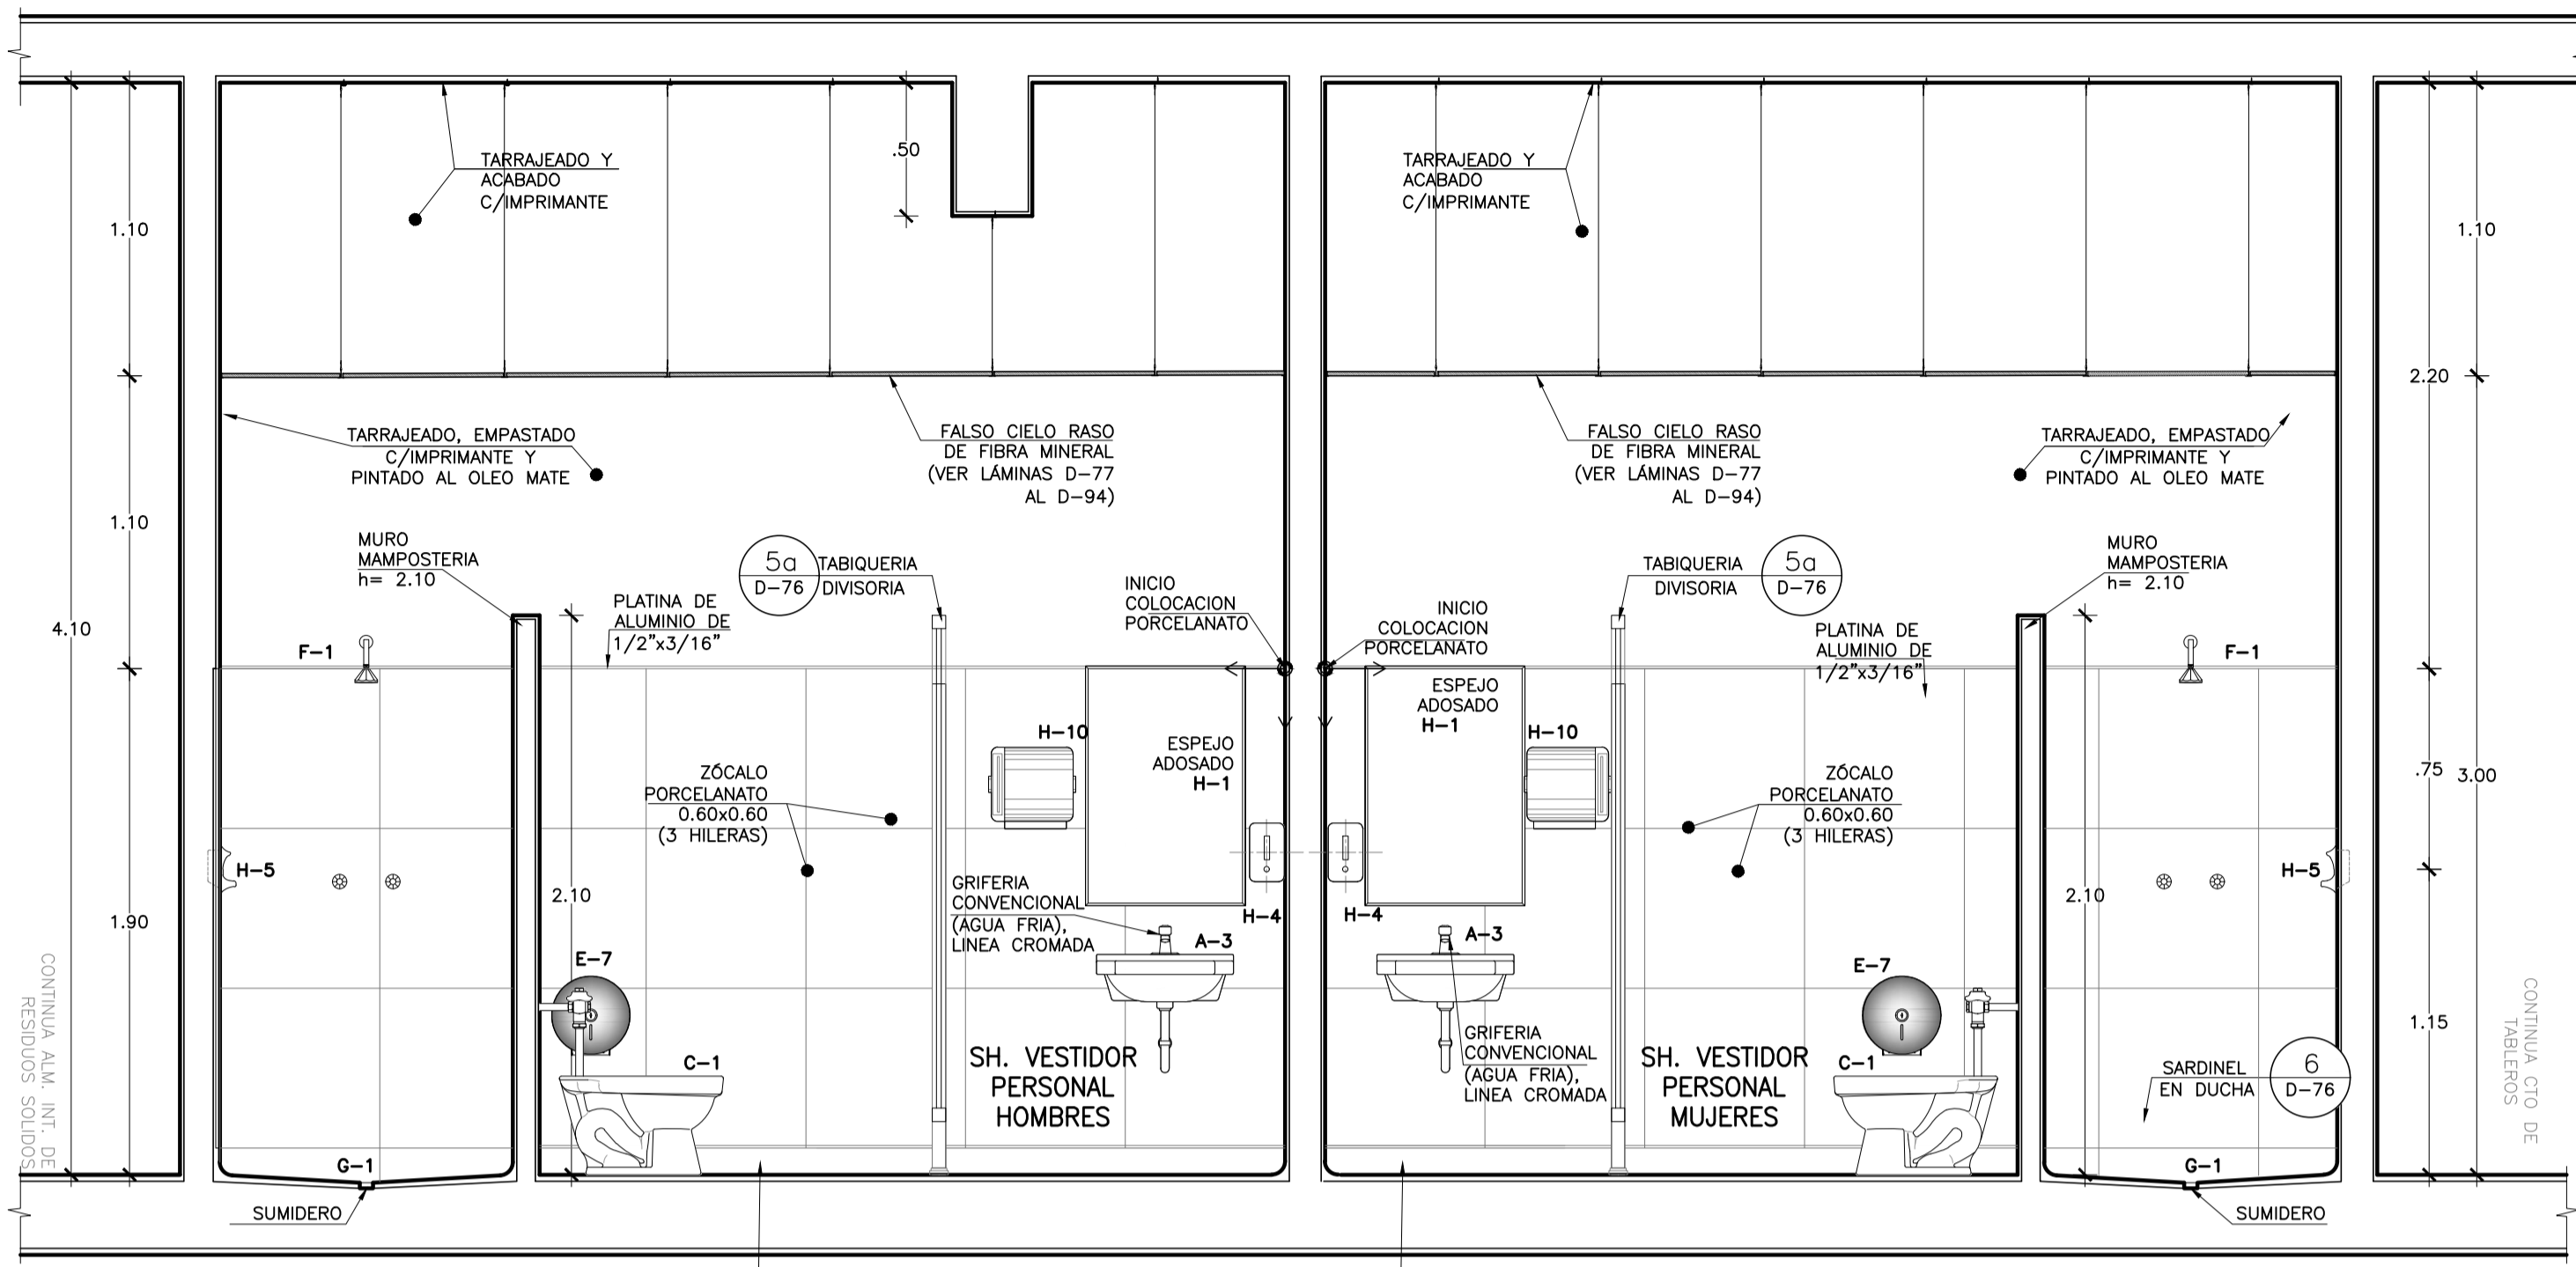 TARRAJEADO Y
ACABADO
C/IMPRIMANTE
.50
TARRAJEADO Y
ACABADO
C/IMPRIMANTE
1.10
1.10
2.20
TARRAJEADO, EMPASTADO
C/IMPRIMANTE Y
PINTADO AL OLEO MATE
FALSO CIELO RASO
DE FIBRA MINERAL
(VER LÁMINAS D-77
AL D-94)
FALSO CIELO RASO
DE FIBRA MINERAL
(VER LÁMINAS D-77
AL D-94)
TARRAJEADO, EMPASTADO
C/IMPRIMANTE Y
PINTADO AL OLEO MATE
1.10
MURO
MAMPOSTERIA
h= 2.10
5a
D-76
TABIQUERIA
DIVISORIA
TABIQUERIA
DIVISORIA
5a
D-76
MURO
MAMPOSTERIA
h= 2.10
PLATINA DE
ALUMINIO DE
1/2"x3/16"
INICIO
COLOCACION
PORCELANATO
INICIO
COLOCACION
PORCELANATO
PLATINA DE
ALUMINIO DE
1/2"x3/16"
4.10
F-1
F-1
ESPEJO
ADOSADO
H-1
H-10
ESPEJO
ADOSADO
H-1
H-10
ZÓCALO
PORCELANATO
0.60x0.60
(3 HILERAS)
ZÓCALO
PORCELANATO
0.60x0.60
(3 HILERAS)
.75
3.00
H-5
H-5
2.10
2.10
1.90
GRIFERIA
CONVENCIONAL
(AGUA FRIA),
LINEA CROMADA
H-4
H-4
A-3
A-3
E-7
E-7
GRIFERIA
CONVENCIONAL
(AGUA FRIA),
LINEA CROMADA
1.15
C-1
C-1
SH. VESTIDOR
PERSONAL
HOMBRES
SH. VESTIDOR
PERSONAL
MUJERES
SARDINEL
EN DUCHA
6
D-76
CONTINUA ALM. INT. DE
RESIDUOS SOLIDOS
CONTINUA CTO DE
TABLEROS
G-1
G-1
SUMIDERO
SUMIDERO